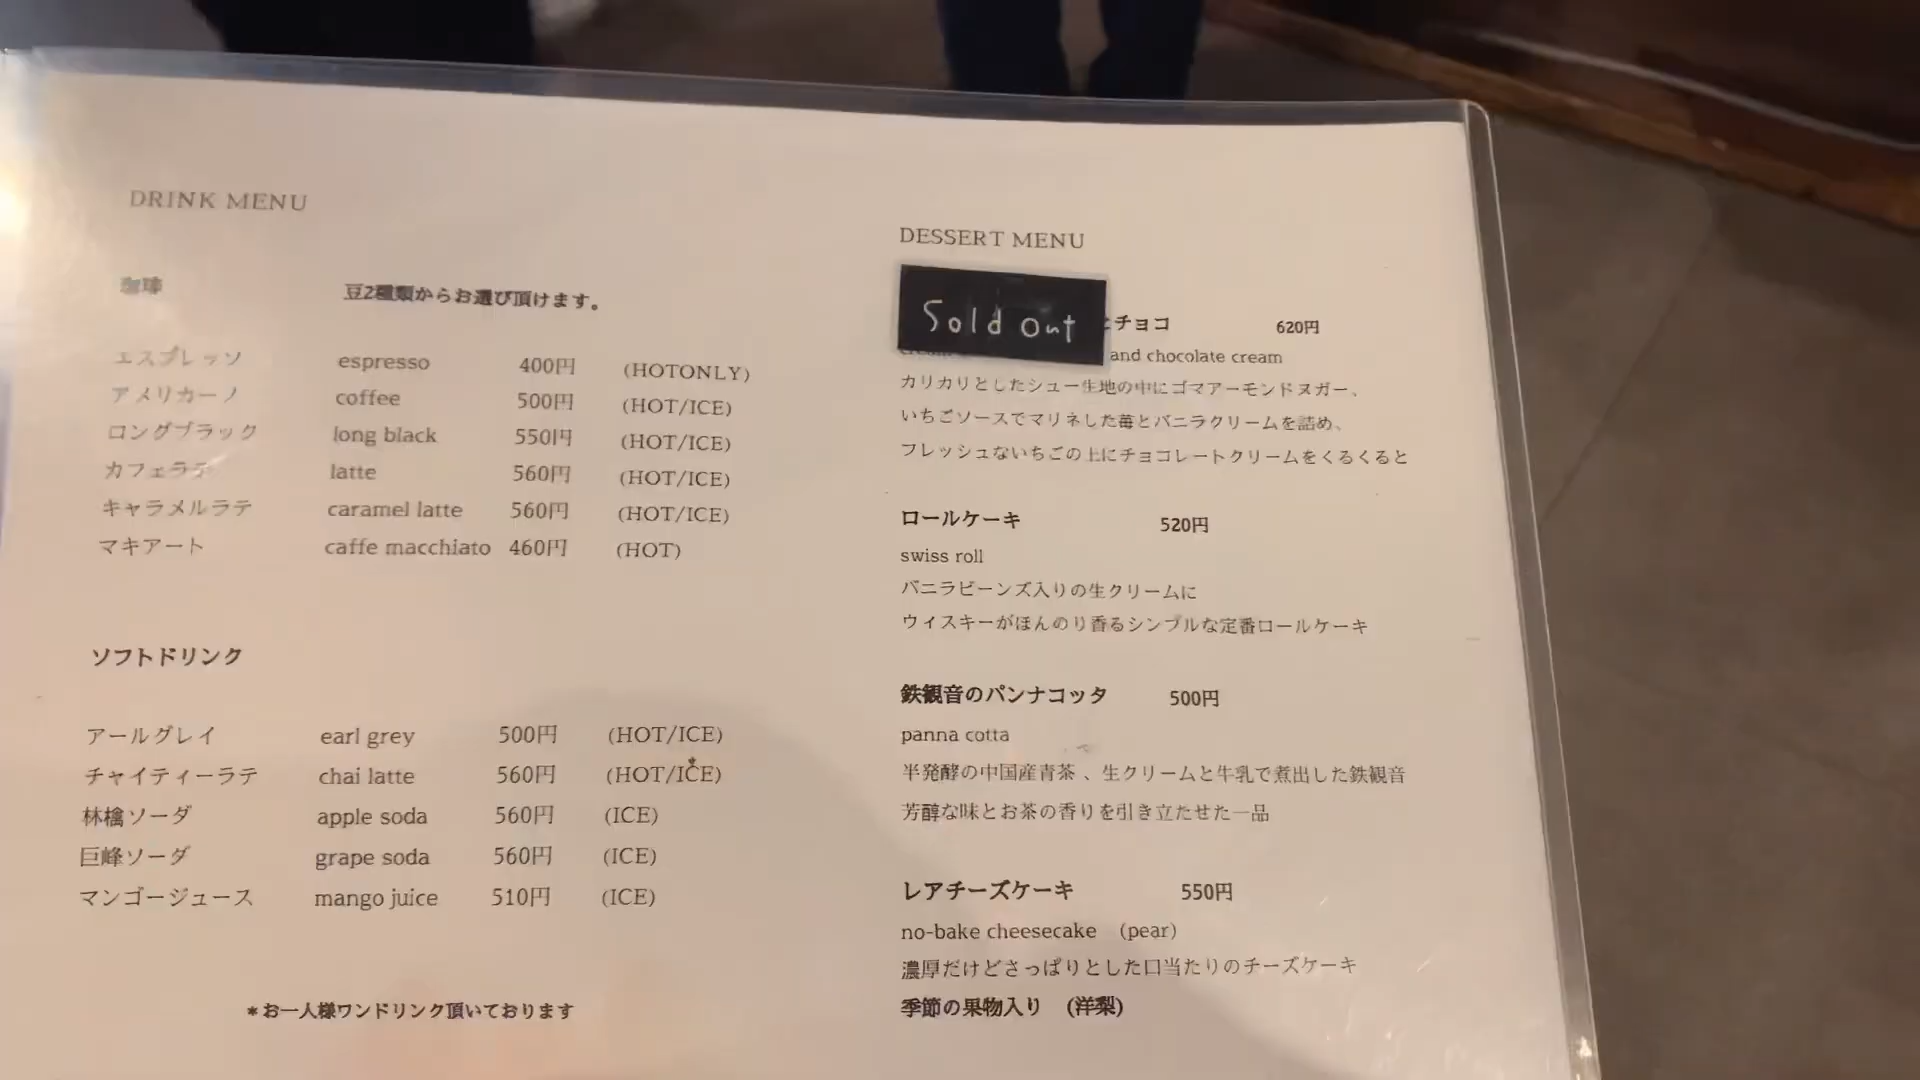 DRINK MENU
珈琲 豆2種類からお選び頂けます。
エスプレッソ espresso 400円 (HOTONLY)
アメリカーノ coffee 500円 (HOT/ICE)
ロングブラック long black 550円 (HOT/ICE)
カフェラテ latte 560円 (HOT/ICE)
キャラメルラテ caramel latte 560円 (HOT/ICE)
マキアート caffe macchiato 460円 (HOT)
ソフトドリンク
アールグレイ earl grey 500円 (HOT/ICE)
チャイティーラテ chai latte 560円 (HOT/ICE)
林檎ソーダ apple soda 560円 (ICE)
巨峰ソーダ grape soda 560円 (ICE)
マンゴージュース mango juice 510円 (ICE)
*お一人様ワンドリンク頂いております
DESSERT MENU
Sold Out
チョコ 620円
and chocolate cream
カリカリとしたシュー生地の中にゴマアーモンドヌガー、
いちごソースでマリネした苺とバニラクリームを詰め、
フレッシュないちごの上にチョコレートクリームをくるくると
ロールケーキ 520円
swiss roll
バニラビーンズ入りの生クリームに
ウィスキーがほんのり香るシンプルな定番ロールケーキ
鉄観音のパンナコッタ 500円
panna cotta
半発酵の中国産青茶、生クリームと牛乳で煮出した鉄観音
芳醇な味とお茶の香りを引き立たせた一品
レアチーズケーキ 550円
no-bake cheesecake (pear)
濃厚だけどさっぱりとした口当たりのチーズケーキ
季節の果物入り (洋梨)